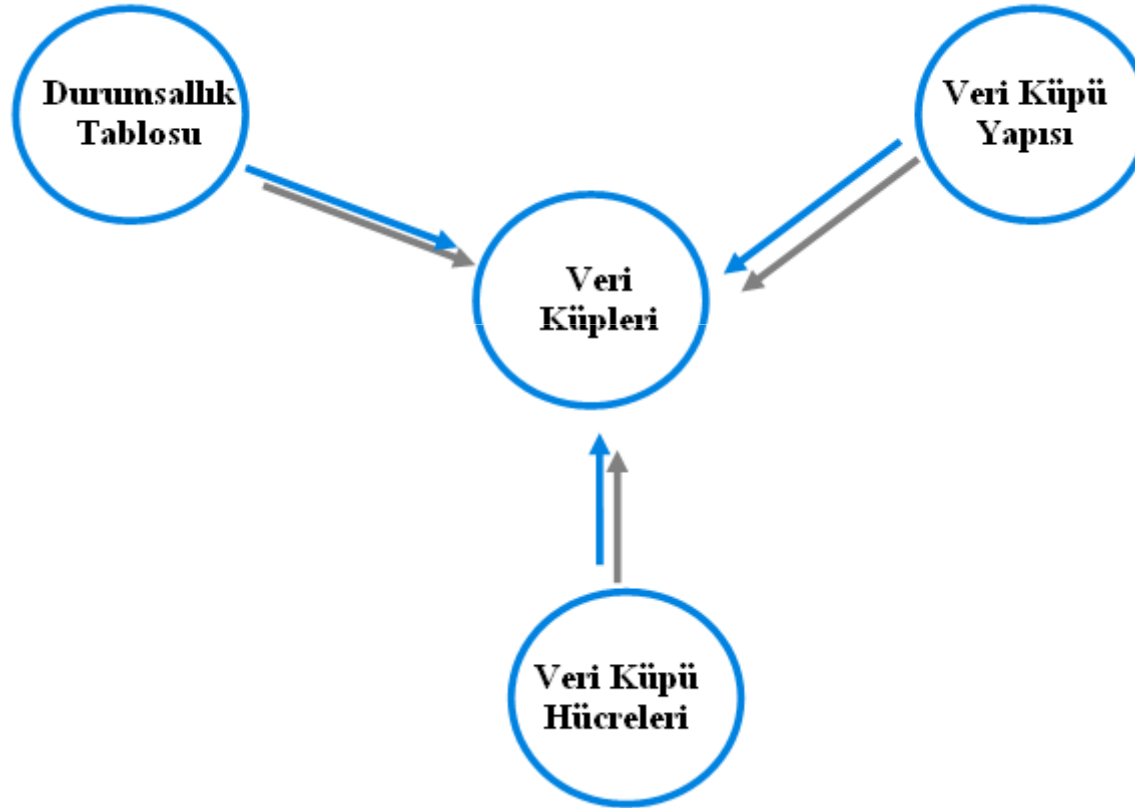 Durumsallık
Tablosu
Veri Küpü
Yapısı
Veri
Küpleri
Veri Küpü
Hücreleri